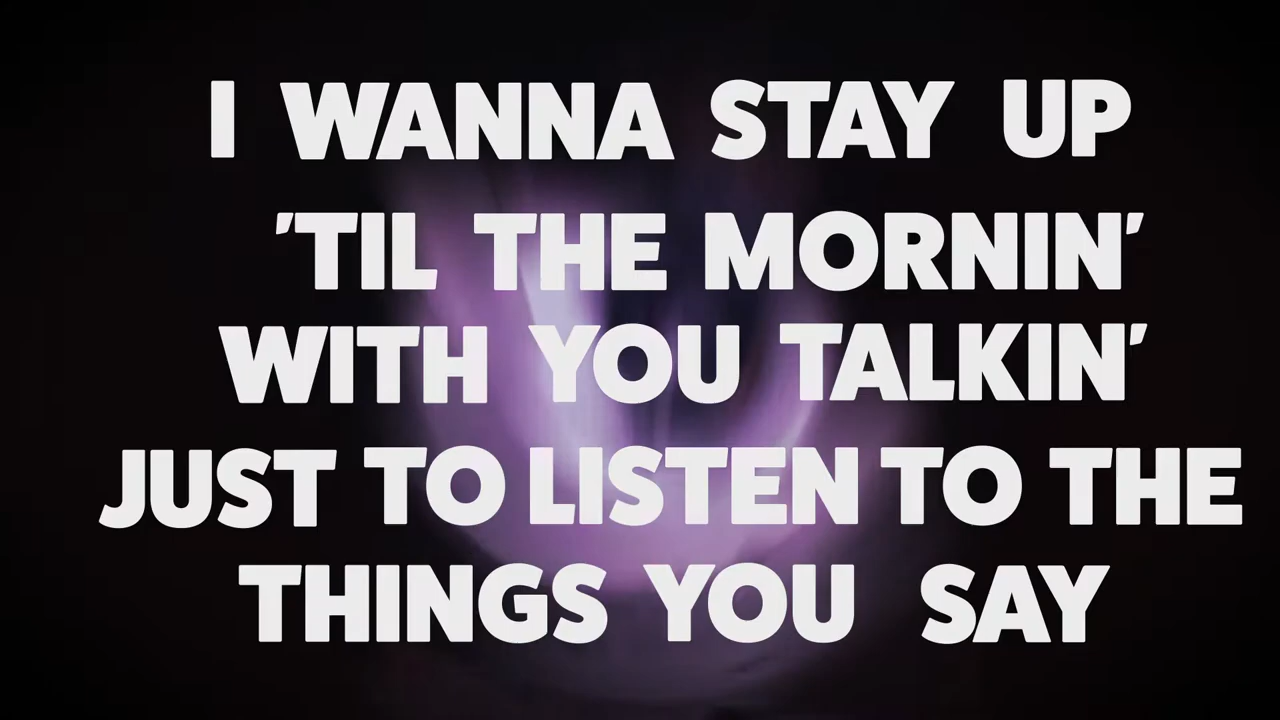 I WANNA STAY UP
'TIL THE MORNIN'
WITH YOU TALKIN'
JUST TO LISTEN TO THE
THINGS YOU SAY